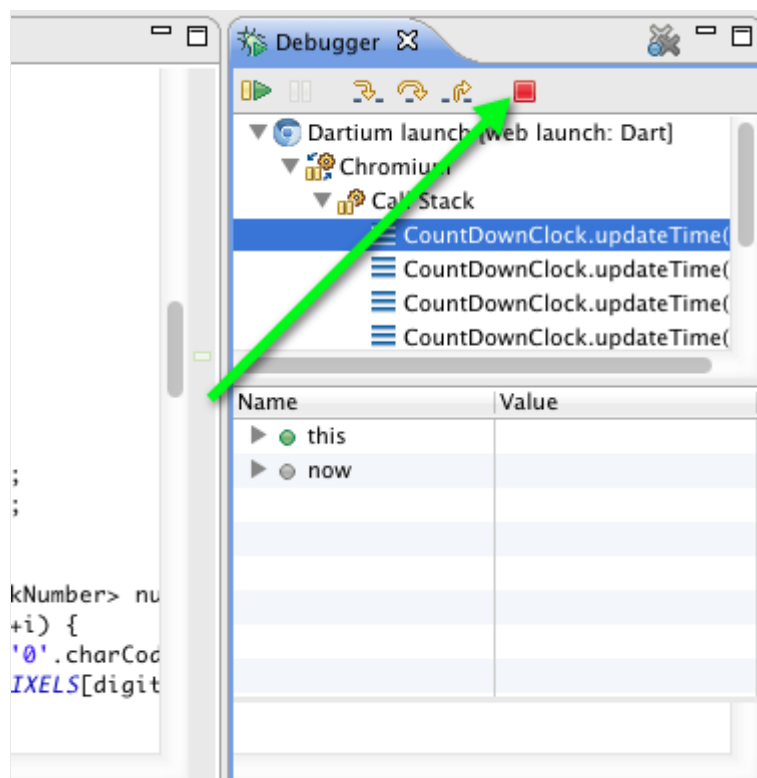 Debugger
Dartium launch [web launch: Dart]
Chromium
Call Stack
CountDownClock.updateTime(
CountDownClock.updateTime(
CountDownClock.updateTime(
CountDownClock.updateTime(
Name Value
this
now
;
;
kNumber> nu
+i) {
'0'.charCod
IXELS[digit